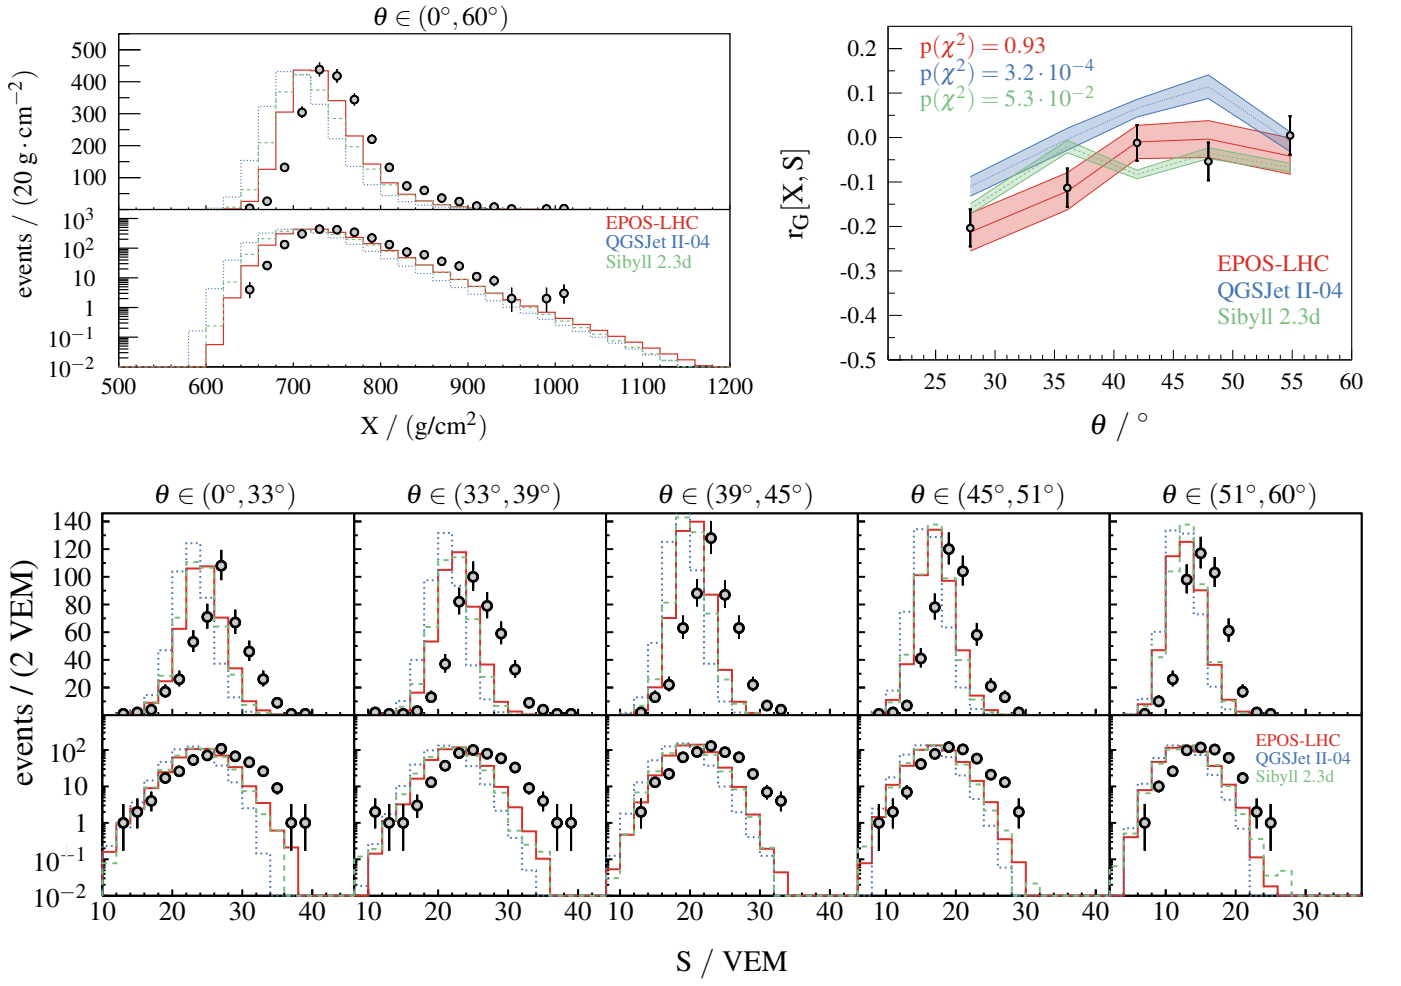 θ ∈ (0°, 60°)
events / (20 g · cm⁻²)
500
400
300
200
100
10³
10²
10
1
10⁻¹
10⁻²
EPOS-LHC
QGSJet II-04
Sibyll 2.3d
500 600 700 800 900 1000 1100 1200
X / (g/cm²)
r_G[X, S]
0.2
0.1
0.0
-0.1
-0.2
-0.3
-0.4
-0.5
p(χ²) = 0.93
p(χ²) = 3.2 · 10⁻⁴
p(χ²) = 5.3 · 10⁻²
EPOS-LHC
QGSJet II-04
Sibyll 2.3d
25 30 35 40 45 50 55 60
θ / °
θ ∈ (0°, 33°) θ ∈ (33°, 39°) θ ∈ (39°, 45°) θ ∈ (45°, 51°) θ ∈ (51°, 60°)
events / (2 VEM)
140
120
100
80
60
40
20
10²
10
1
10⁻¹
10⁻²
EPOS-LHC
QGSJet II-04
Sibyll 2.3d
10 20 30 40 10 20 30 40 10 20 30 40 10 20 30 40 10 20 30
S / VEM